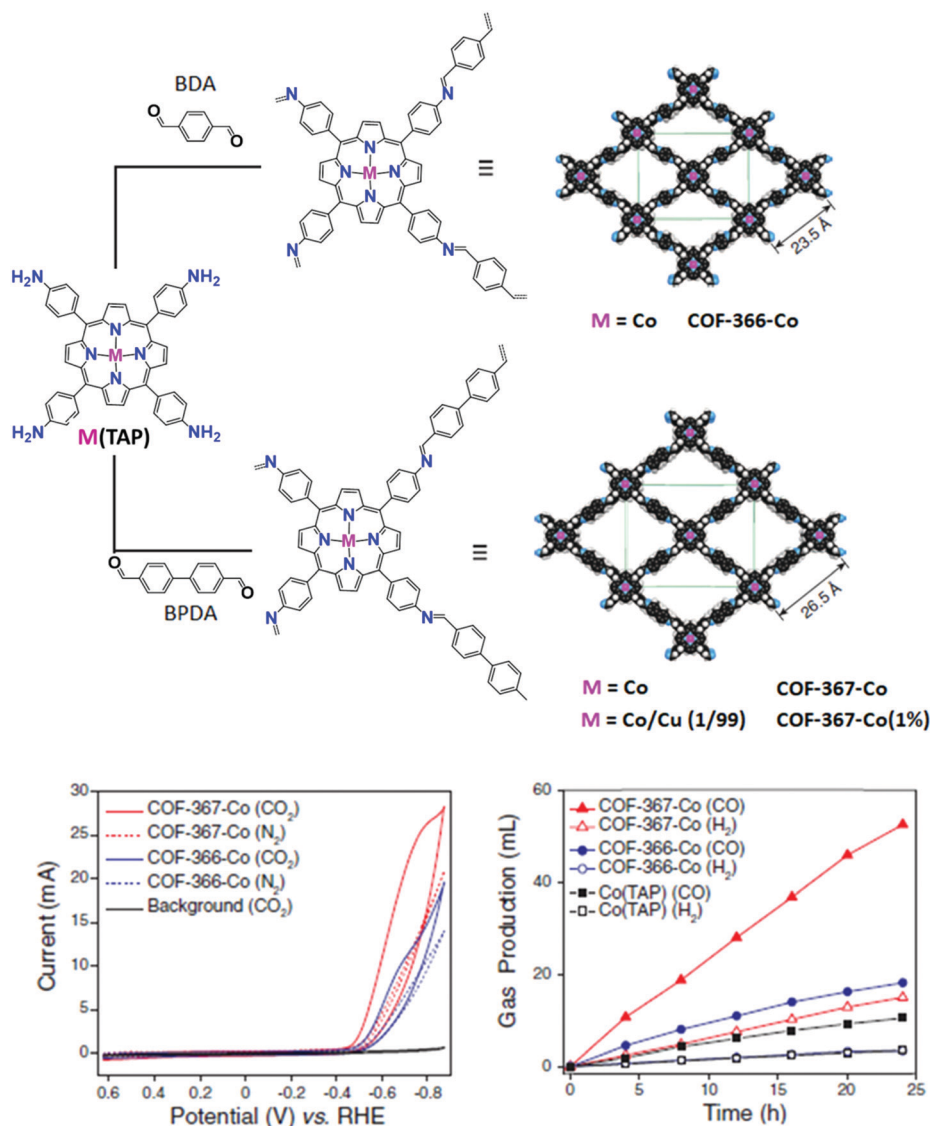 BDA
O
O
N
N
N
N
M
N
N
N
N
≡
23.5 Å
M = Co COF-366-Co
H₂N
NH₂
N
N
M
N
N
H₂N
NH₂
M(TAP)
O
O
BPDA
N
N
N
N
M
N
N
N
N
≡
26.5 Å
M = Co COF-367-Co
M = Co/Cu (1/99) COF-367-Co(1%)
30
25
20
15
10
5
0
Current (mA)
COF-367-Co (CO₂)
COF-367-Co (N₂)
COF-366-Co (CO₂)
COF-366-Co (N₂)
Background (CO₂)
0.6 0.4 0.2 0.0 -0.2 -0.4 -0.6 -0.8
Potential (V) vs. RHE
60
40
20
0
Gas Production (mL)
COF-367-Co (CO)
COF-367-Co (H₂)
COF-366-Co (CO)
COF-366-Co (H₂)
Co(TAP) (CO)
Co(TAP) (H₂)
0 5 10 15 20 25
Time (h)